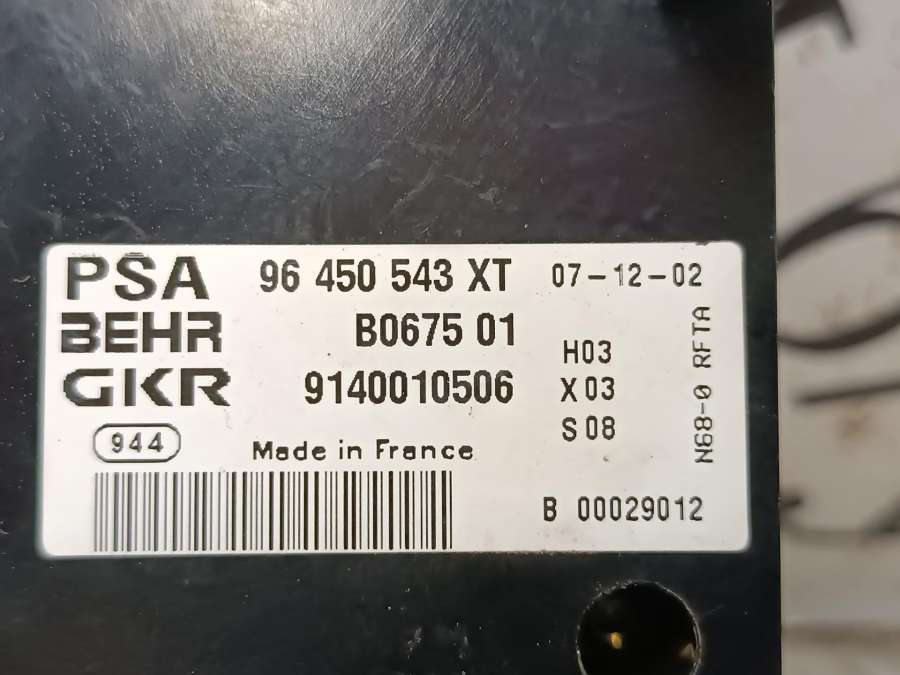 PSA 96 450 543 XT 07-12-02
BEHR B0675 01
H03
GKR 9140010506
X 03
S 08
944
Made in France
B 00029012
N68-0 RFTA